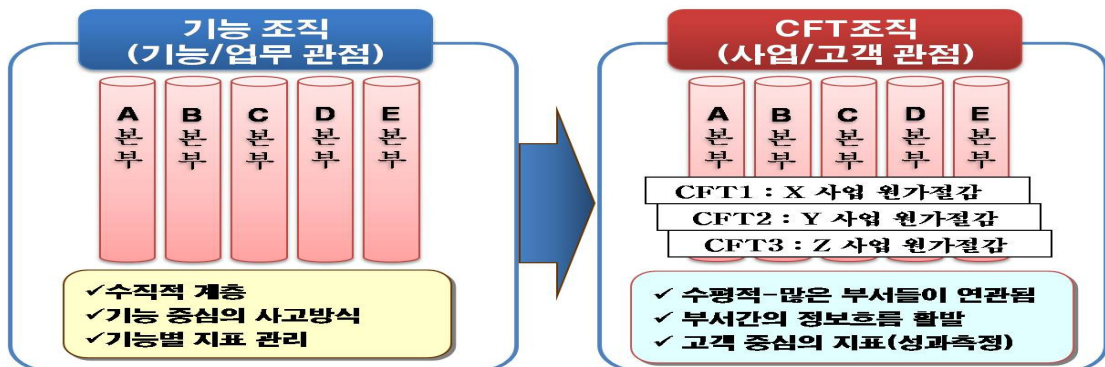 기능 조직
(기능/업무 관점)
A 본부
B 본부
C 본부
D 본부
E 본부
✓수직적 계층
✓기능 중심의 사고방식
✓기능별 지표 관리
CFT조직
(사업/고객 관점)
A 본부
B 본부
C 본부
D 본부
E 본부
CFT1 : X 사업 원가절감
CFT2 : Y 사업 원가절감
CFT3 : Z 사업 원가절감
✓ 수평적-많은 부서들이 연관됨
✓ 부서간의 정보흐름 활발
✓ 고객 중심의 지표(성과측정)